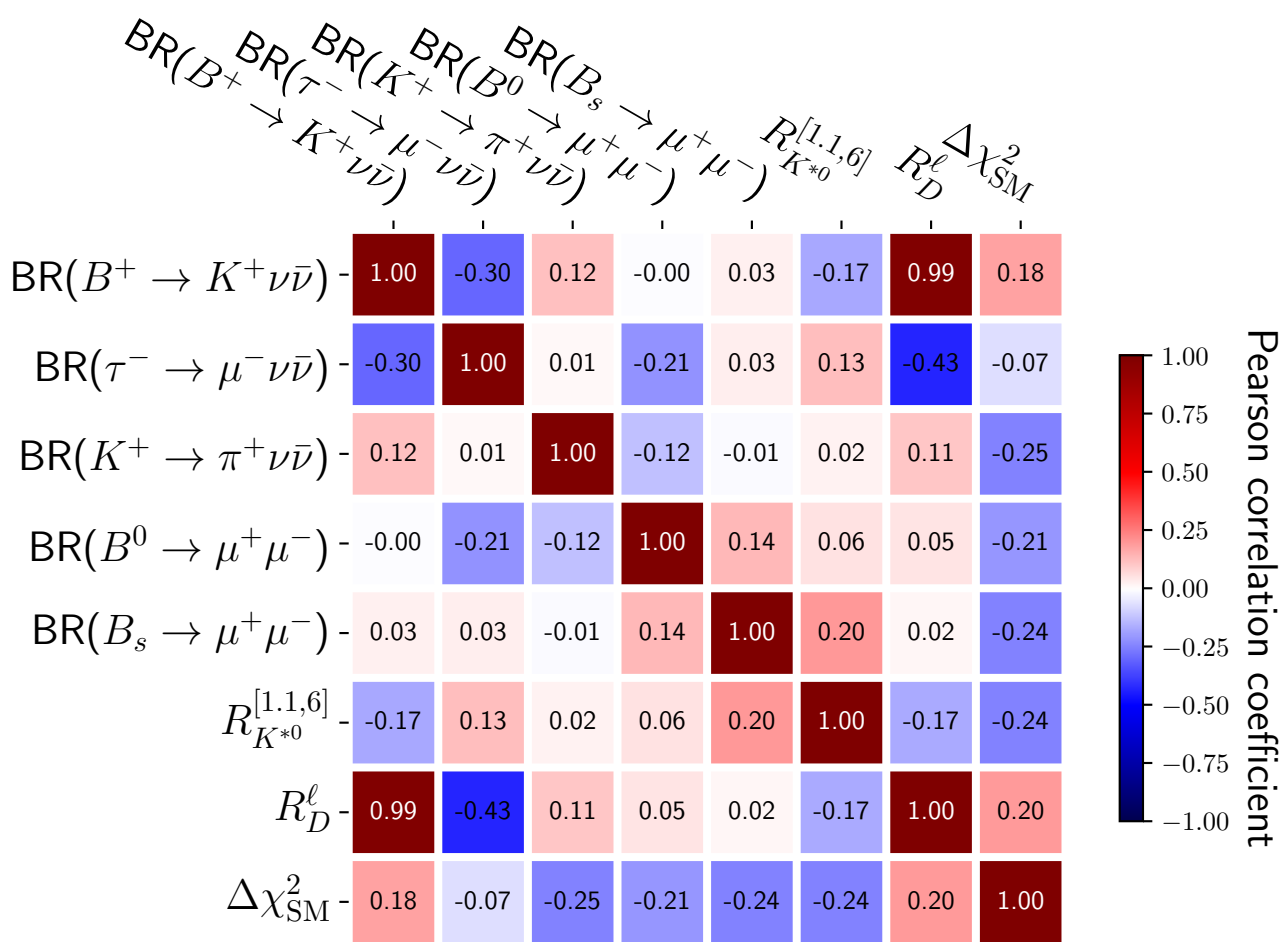 BR(B⁺ → K⁺νν̄)
BR(τ⁻ → μ⁻νν̄)
BR(K⁺ → π⁺νν̄)
BR(B⁰ → μ⁺μ⁻)
BR(Bₛ → μ⁺μ⁻)
R_{K*0}^{[1.1,6]}
R_D^ℓ
Δχ²_SM
BR(B⁺ → K⁺νν̄) 1.00 -0.30 0.12 -0.00 0.03 -0.17 0.99 0.18
BR(τ⁻ → μ⁻νν̄) -0.30 1.00 0.01 -0.21 0.03 0.13 -0.43 -0.07
BR(K⁺ → π⁺νν̄) 0.12 0.01 1.00 -0.12 -0.01 0.02 0.11 -0.25
BR(B⁰ → μ⁺μ⁻) -0.00 -0.21 -0.12 1.00 0.14 0.06 0.05 -0.21
BR(Bₛ → μ⁺μ⁻) 0.03 0.03 -0.01 0.14 1.00 0.20 0.02 -0.24
R_{K*0}^{[1.1,6]} -0.17 0.13 0.02 0.06 0.20 1.00 -0.17 -0.24
R_D^ℓ 0.99 -0.43 0.11 0.05 0.02 -0.17 1.00 0.20
Δχ²_SM 0.18 -0.07 -0.25 -0.21 -0.24 -0.24 0.20 1.00
1.00
0.75
0.50
0.25
0.00
−0.25
−0.50
−0.75
−1.00
Pearson correlation coefficient